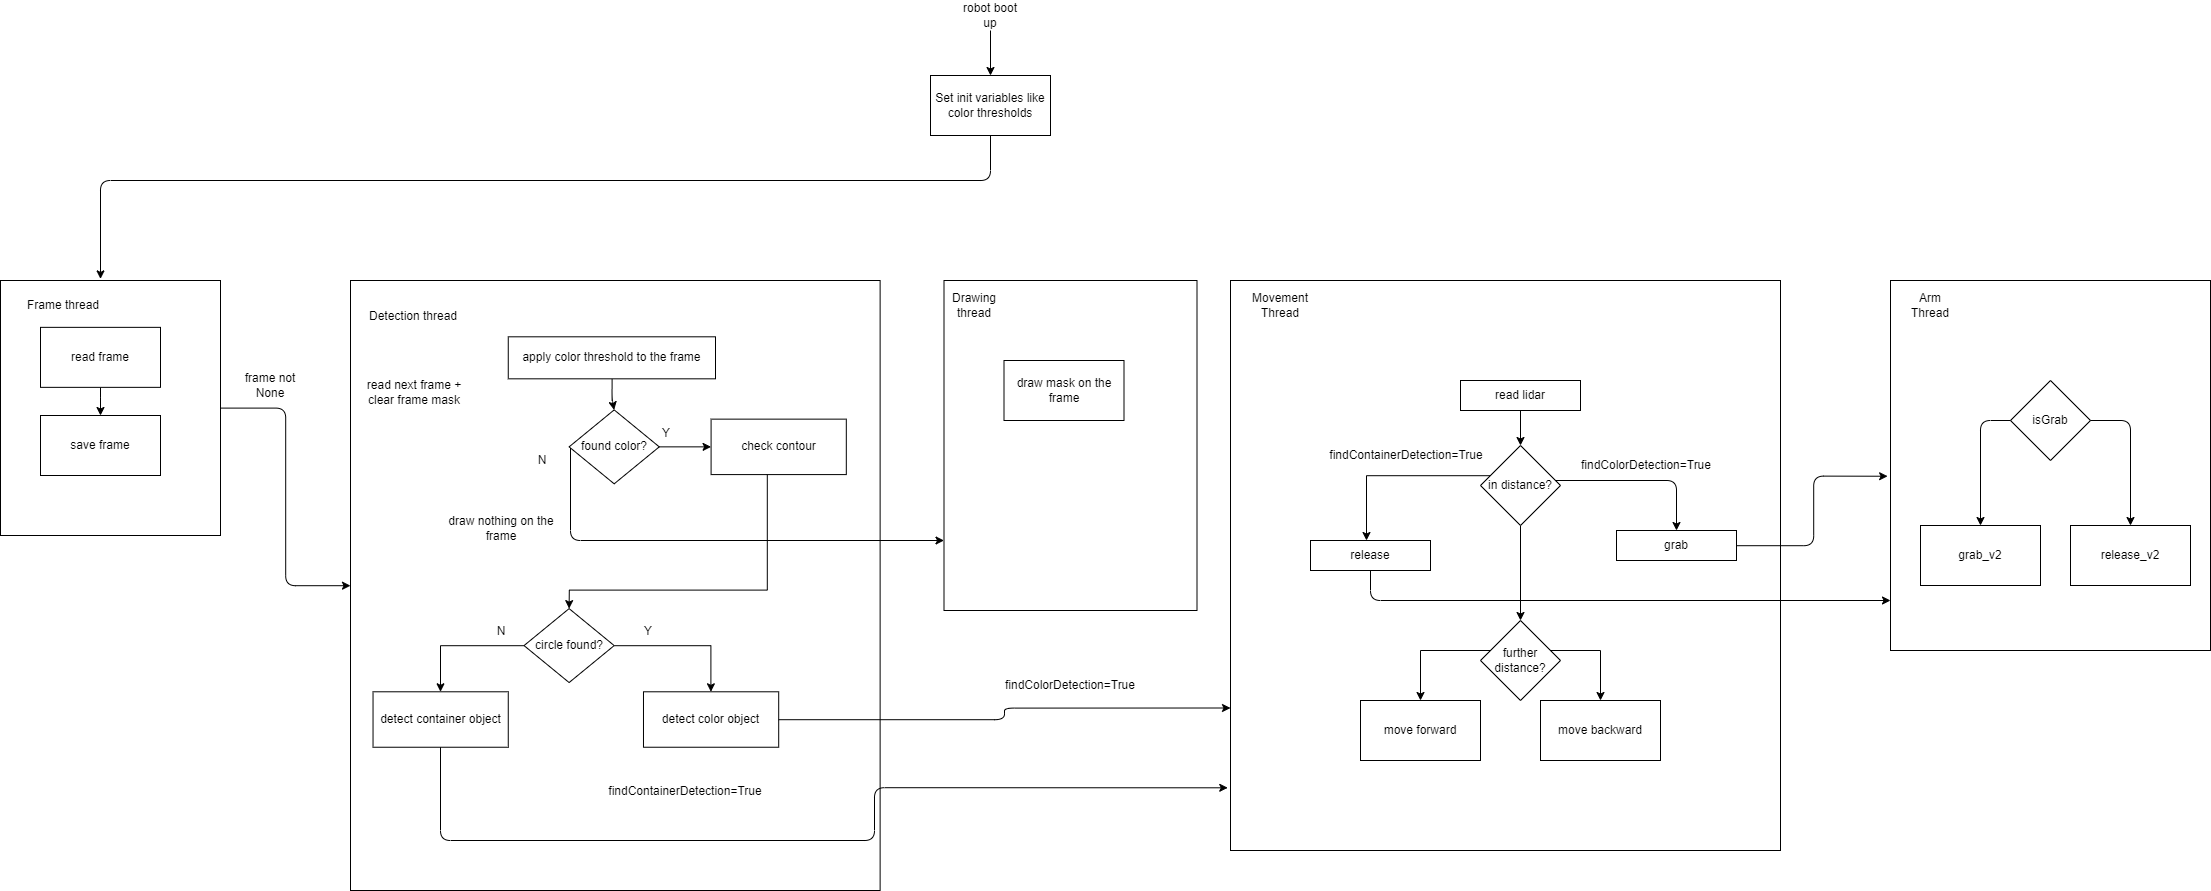 robot boot
up
Set init variables like
color thresholds
Frame thread
read frame
save frame
frame not
None
Detection thread
apply color threshold to the frame
read next frame +
clear frame mask
found color?
Y
N
check contour
draw nothing on the
frame
circle found?
N
Y
detect container object
detect color object
findContainerDetection=True
findColorDetection=True
Drawing
thread
draw mask on the
frame
Movement
Thread
read lidar
findContainerDetection=True
findColorDetection=True
in distance?
release
grab
further
distance?
move forward
move backward
Arm
Thread
isGrab
grab_v2
release_v2